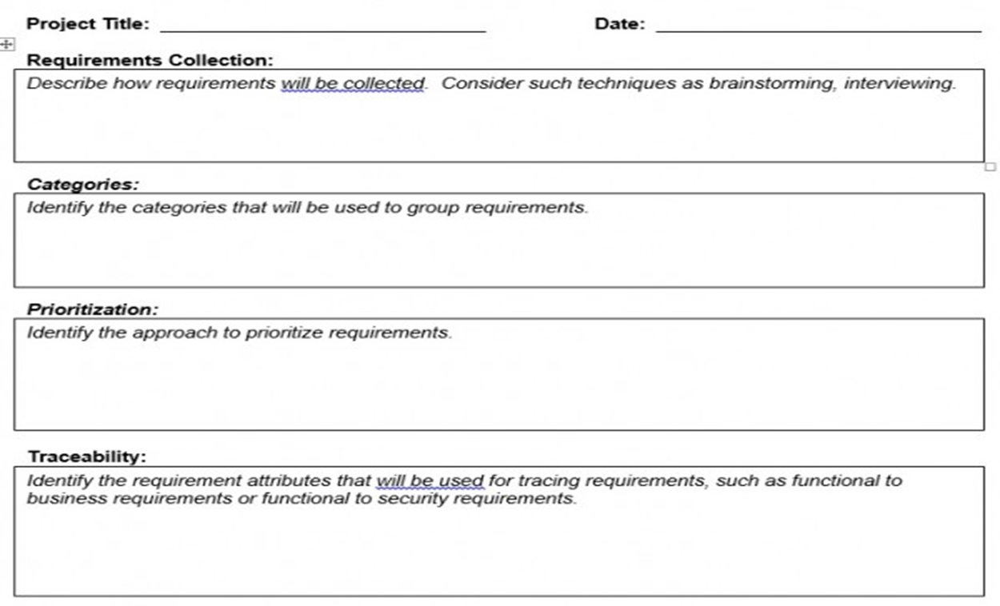 Project Title: ______________________ Date: ______________________
Requirements Collection:
Describe how requirements will be collected. Consider such techniques as brainstorming, interviewing.
Categories:
Identify the categories that will be used to group requirements.
Prioritization:
Identify the approach to prioritize requirements.
Traceability:
Identify the requirement attributes that will be used for tracing requirements, such as functional to
business requirements or functional to security requirements.